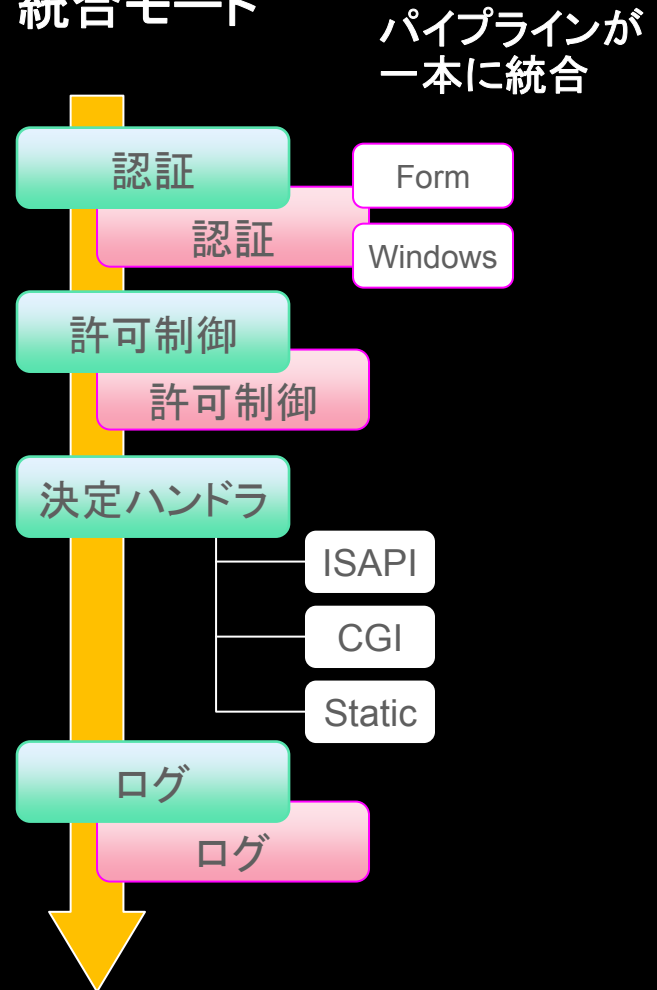 統合モード
パイプラインが
一本に統合
認証
Form
認証
Windows
許可制御
許可制御
決定ハンドラ
ISAPI
CGI
Static
ログ
ログ